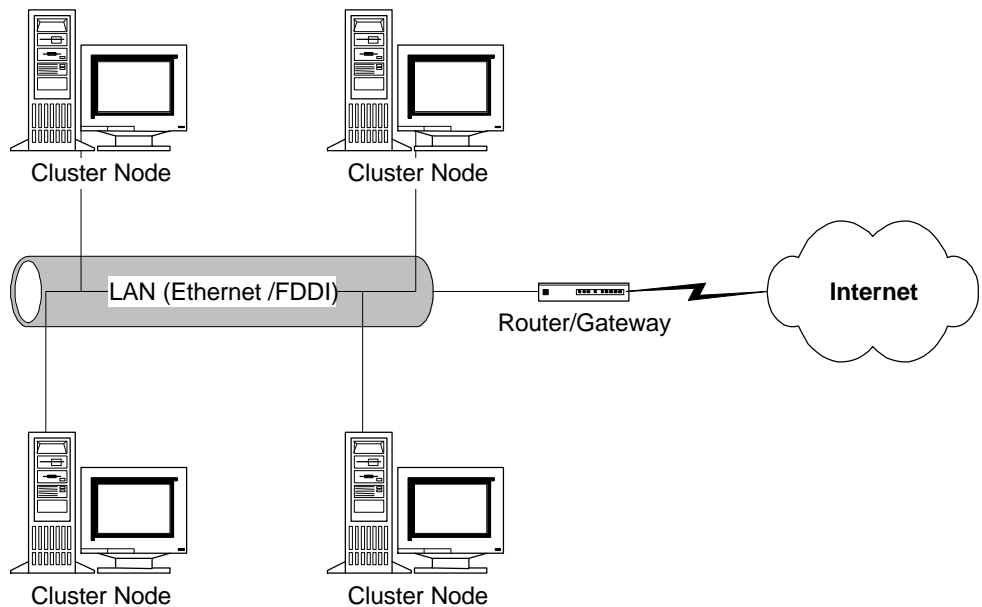 Cluster Node
Cluster Node
LAN (Ethernet /FDDI)
Router/Gateway
Internet
Cluster Node
Cluster Node